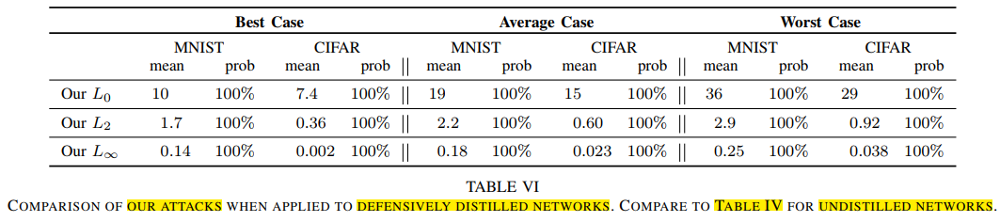 Best Case Average Case Worst Case
MNIST CIFAR MNIST CIFAR MNIST CIFAR
mean prob mean prob || mean prob mean prob || mean prob mean prob
Our L₀ 10 100% 7.4 100% || 19 100% 15 100% || 36 100% 29 100%
Our L₂ 1.7 100% 0.36 100% || 2.2 100% 0.60 100% || 2.9 100% 0.92 100%
Our L∞ 0.14 100% 0.002 100% || 0.18 100% 0.023 100% || 0.25 100% 0.038 100%
TABLE VI
COMPARISON OF OUR ATTACKS WHEN APPLIED TO DEFENSIVELY DISTILLED NETWORKS. COMPARE TO TABLE IV FOR UNDISTILLED NETWORKS.